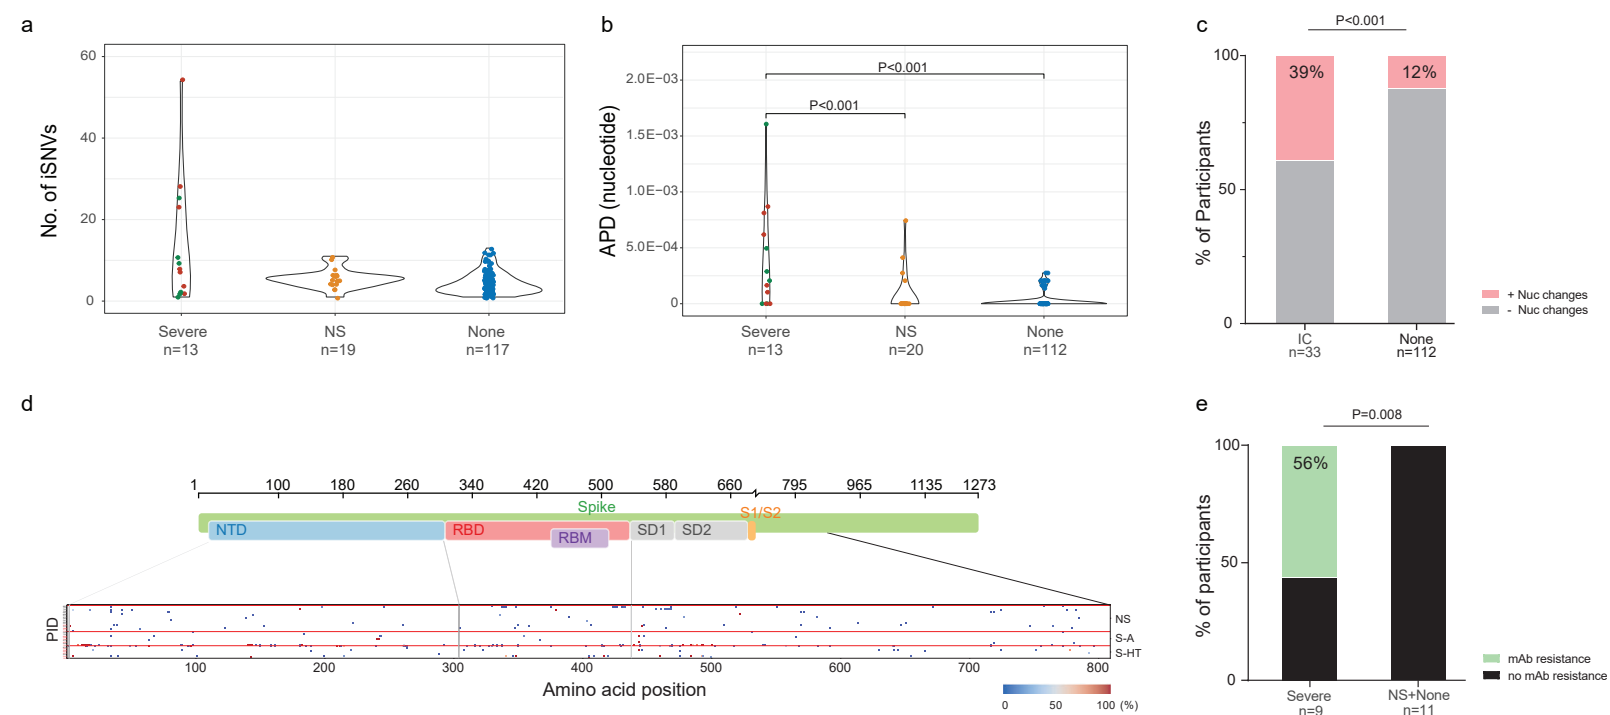 a
No. of iSNVs
60
40
20
0
Severe
n=13
NS
n=19
None
n=117
b
APD (nucleotide)
2.0E−03
1.5E−03
1.0E−03
5.0E−04
0
P<0.001
P<0.001
Severe
n=13
NS
n=20
None
n=112
c
P<0.001
% of Participants
100
50
0
39%
12%
IC
n=33
None
n=112
+ Nuc changes
- Nuc changes
d
1 100 180 260 340 420 500 580 660 795 965 1135 1273
Spike
S1/S2
NTD
RBD
RBM
SD1
SD2
PID
NS
S-A
S-HT
100 200 300 400 500 600 700 800
Amino acid position
0 50 100 (%)
e
P=0.008
% of participants
100
50
0
56%
Severe
n=9
NS+None
n=11
mAb resistance
no mAb resistance